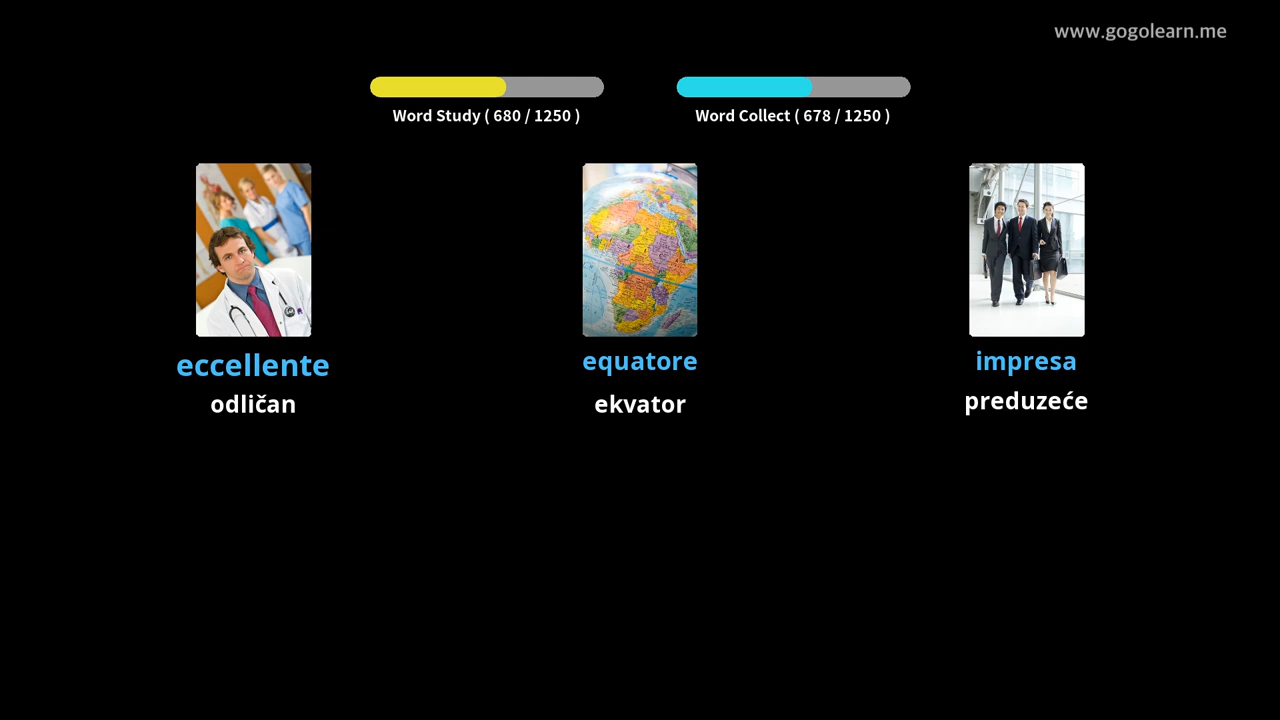 www.gogolearn.me
Word Study ( 680 / 1250 )
Word Collect ( 678 / 1250 )
eccellente
odličan
equatore
ekvator
impresa
preduzeće